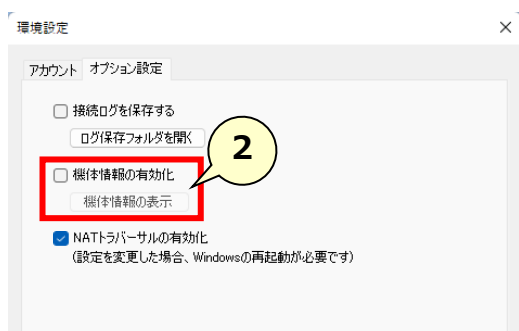 環境設定
アカウント オプション設定
接続ログを保存する
ログ保存フォルダを開く
2
機体情報の有効化
機体情報の表示
NATトラバーサルの有効化
(設定を変更した場合、Windowsの再起動が必要です)